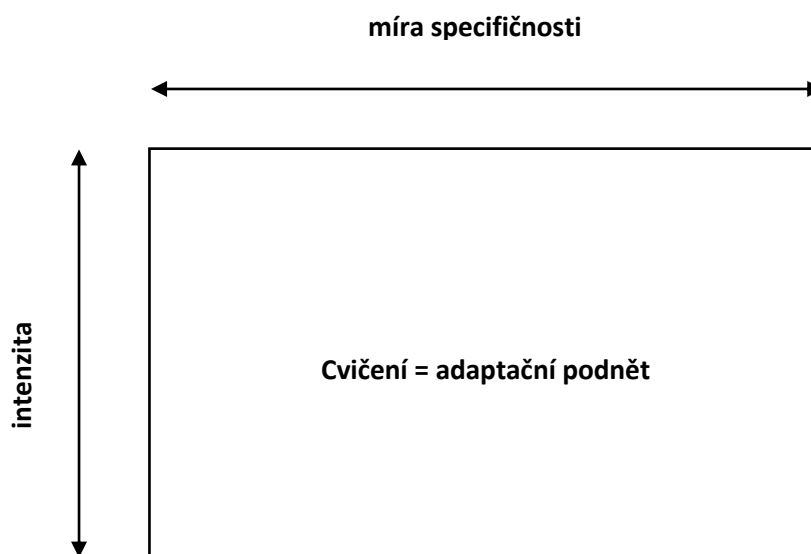 míra specifičnosti
intenzita
Cvičení = adaptační podnět